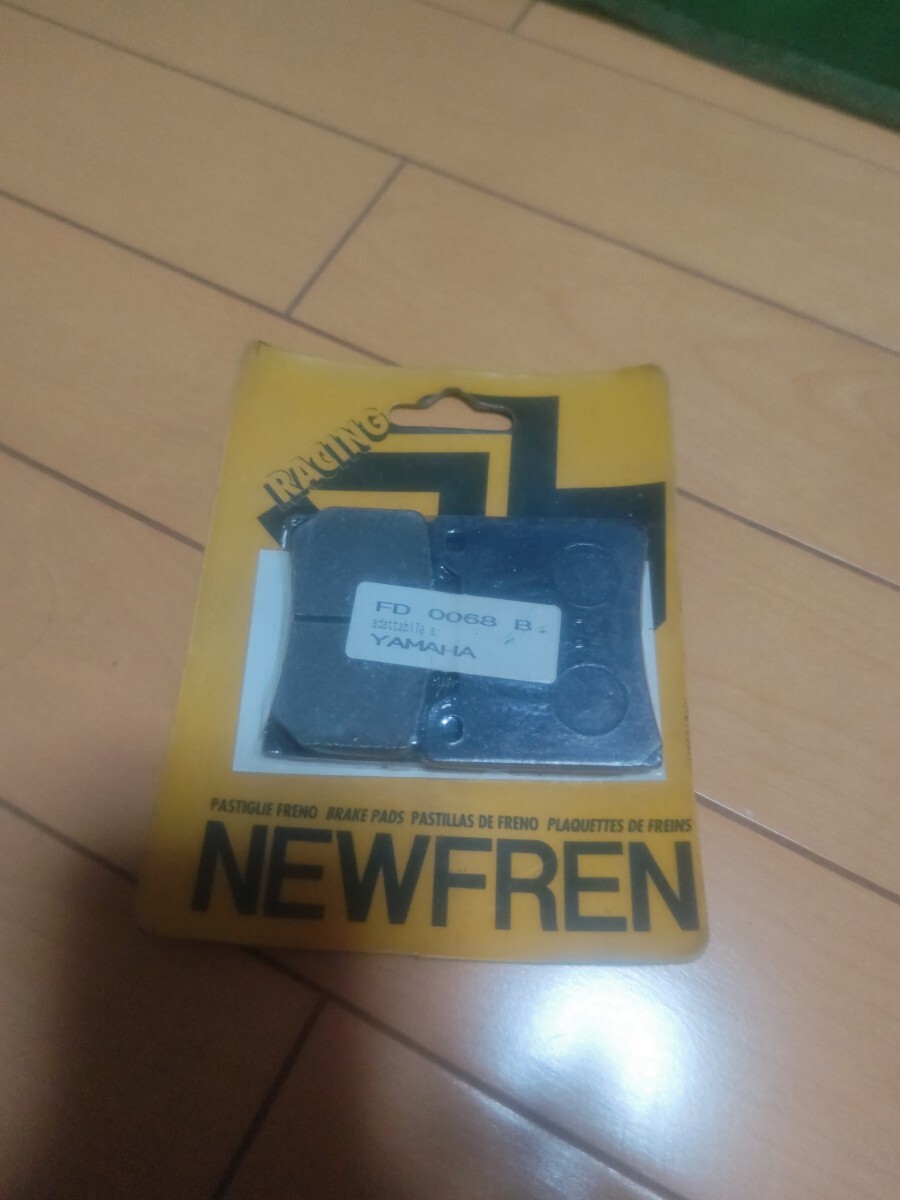 RACING
FD 0068 B
adattabile a:
YAMAHA
PASTIGLIE FRENO BRAKE PADS PASTILLAS DE FRENO PLAQUETTES DE FREINS
NEWFREN